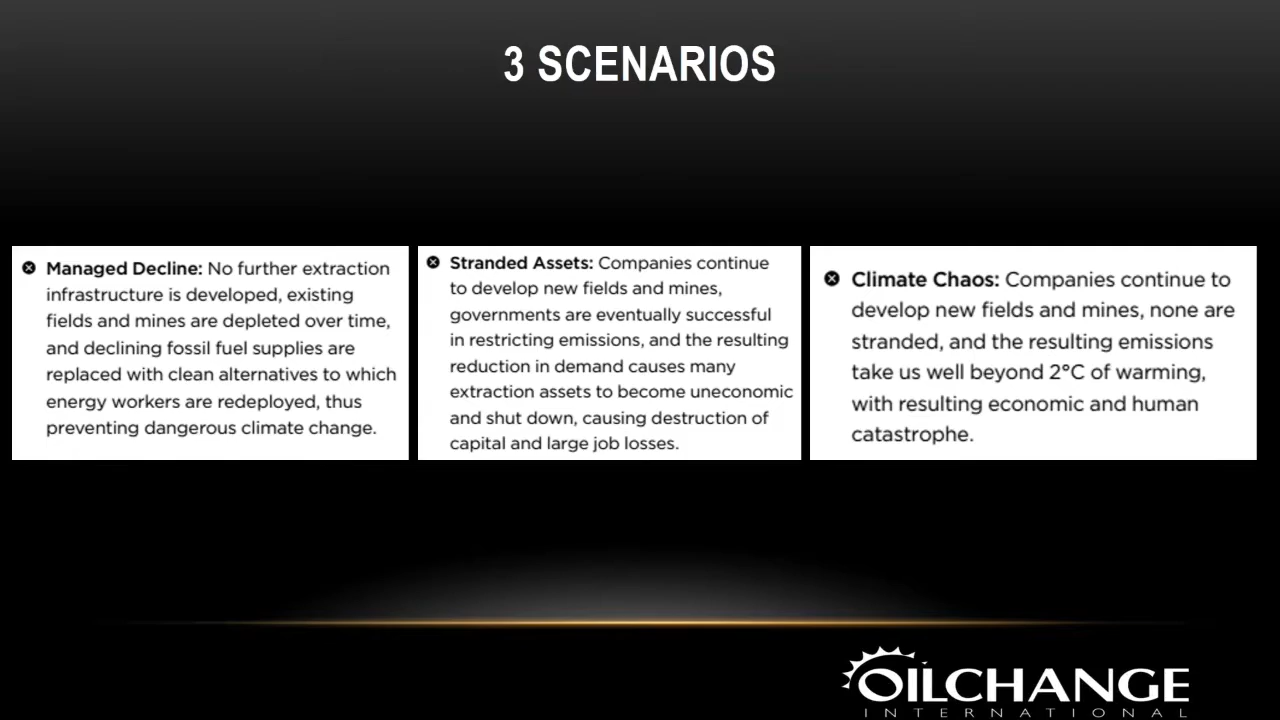 3 SCENARIOS
Managed Decline: No further extraction
infrastructure is developed, existing
fields and mines are depleted over time,
and declining fossil fuel supplies are
replaced with clean alternatives to which
energy workers are redeployed, thus
preventing dangerous climate change.
Stranded Assets: Companies continue
to develop new fields and mines,
governments are eventually successful
in restricting emissions, and the resulting
reduction in demand causes many
extraction assets to become uneconomic
and shut down, causing destruction of
capital and large job losses.
Climate Chaos: Companies continue to
develop new fields and mines, none are
stranded, and the resulting emissions
take us well beyond 2°C of warming,
with resulting economic and human
catastrophe.
OILCHANGE
INTERNATIONAL